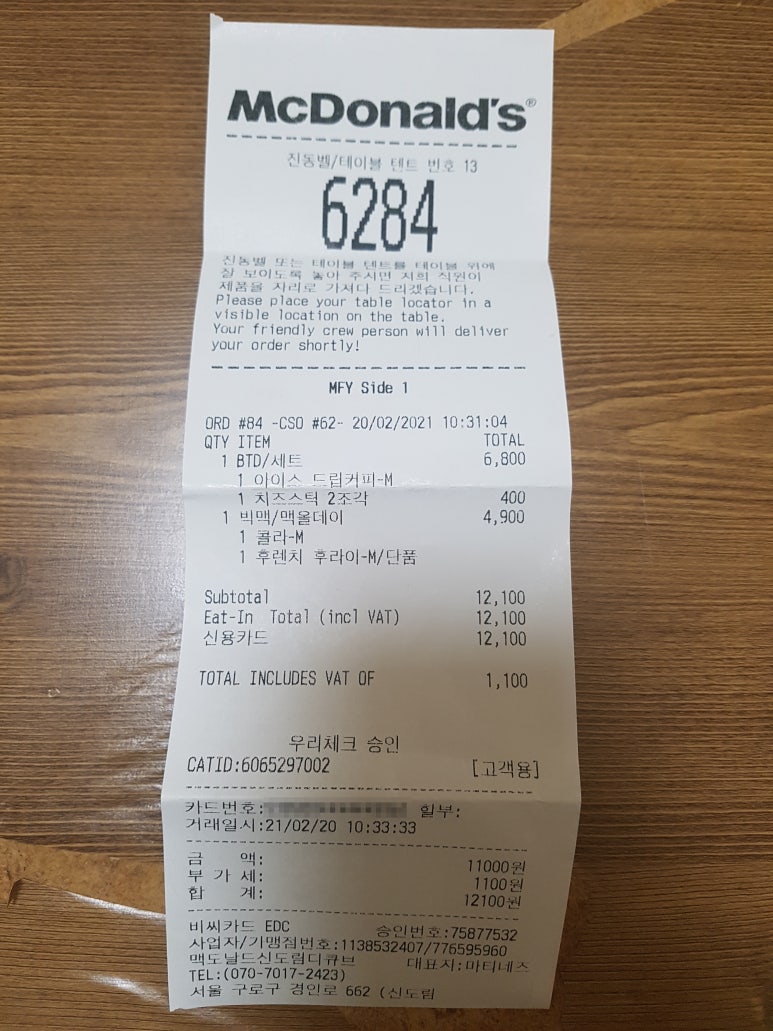 McDonald's®
진동벨/테이블 텐트 번호 13
6284
진동벨 또는 테이블 텐트를 테이블 위에
잘 보이도록 놓아 주시면 저희 직원이
제품을 자리로 가져다 드리겠습니다.
Please place your table locator in a
visible location on the table.
Your friendly crew person will deliver
your order shortly!
MFY Side 1
ORD #84 -CSO #62- 20/02/2021 10:31:04
QTY ITEM TOTAL
1 BTD/세트 6,800
1 아이스 드립커피-M
1 치즈스틱 2조각 400
1 빅맥/맥올데이 4,900
1 콜라-M
1 후렌치 후라이-M/단품
Subtotal 12,100
Eat-In Total (incl VAT) 12,100
신용카드 12,100
TOTAL INCLUDES VAT OF 1,100
우리체크 승인
CATID:6065297002 [고객용]
카드번호: 할부:
거래일시:21/02/20 10:33:33
금 액: 11000원
부 가 세: 1100원
합 계: 12100원
비씨카드 EDC 승인번호:75877532
사업자/가맹점번호:1138532407/776595960
맥도날드신도림디큐브 대표자:마티네즈
TEL:(070-7017-2423)
서울 구로구 경인로 662 (신도림